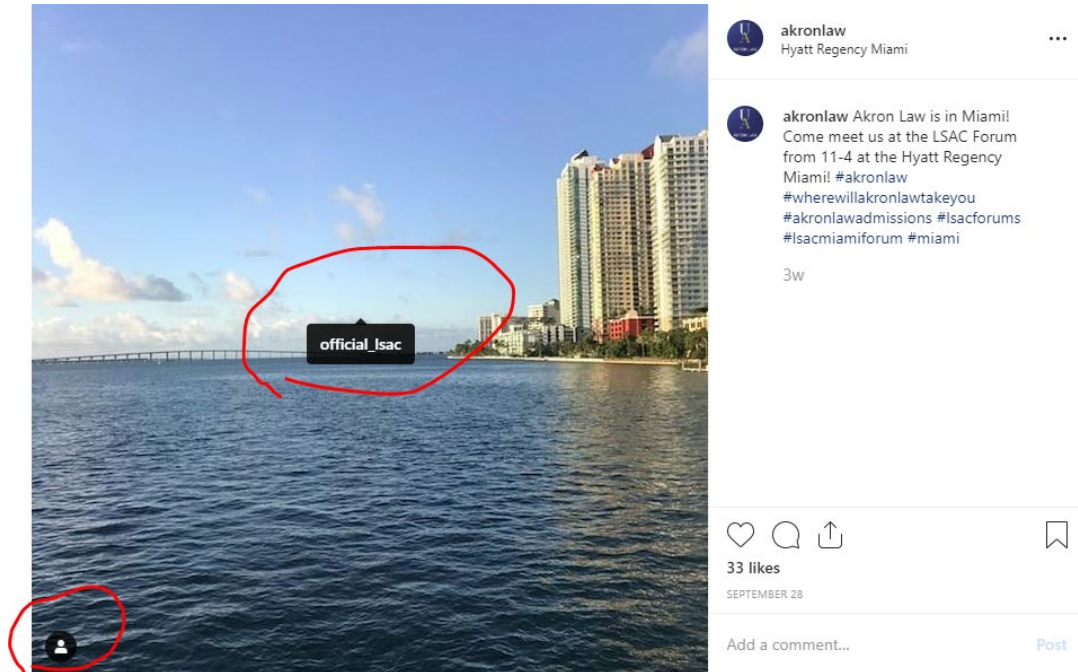 akronlaw
Hyatt Regency Miami
official_lsac
akronlaw Akron Law is in Miami!
Come meet us at the LSAC Forum
from 11-4 at the Hyatt Regency
Miami! #akronlaw
#wherewillakronlawtakeyou
#akronlawadmissions #lsacforums
#lsacmiamiforum #miami
3w
33 likes
SEPTEMBER 28
Add a comment...
Post